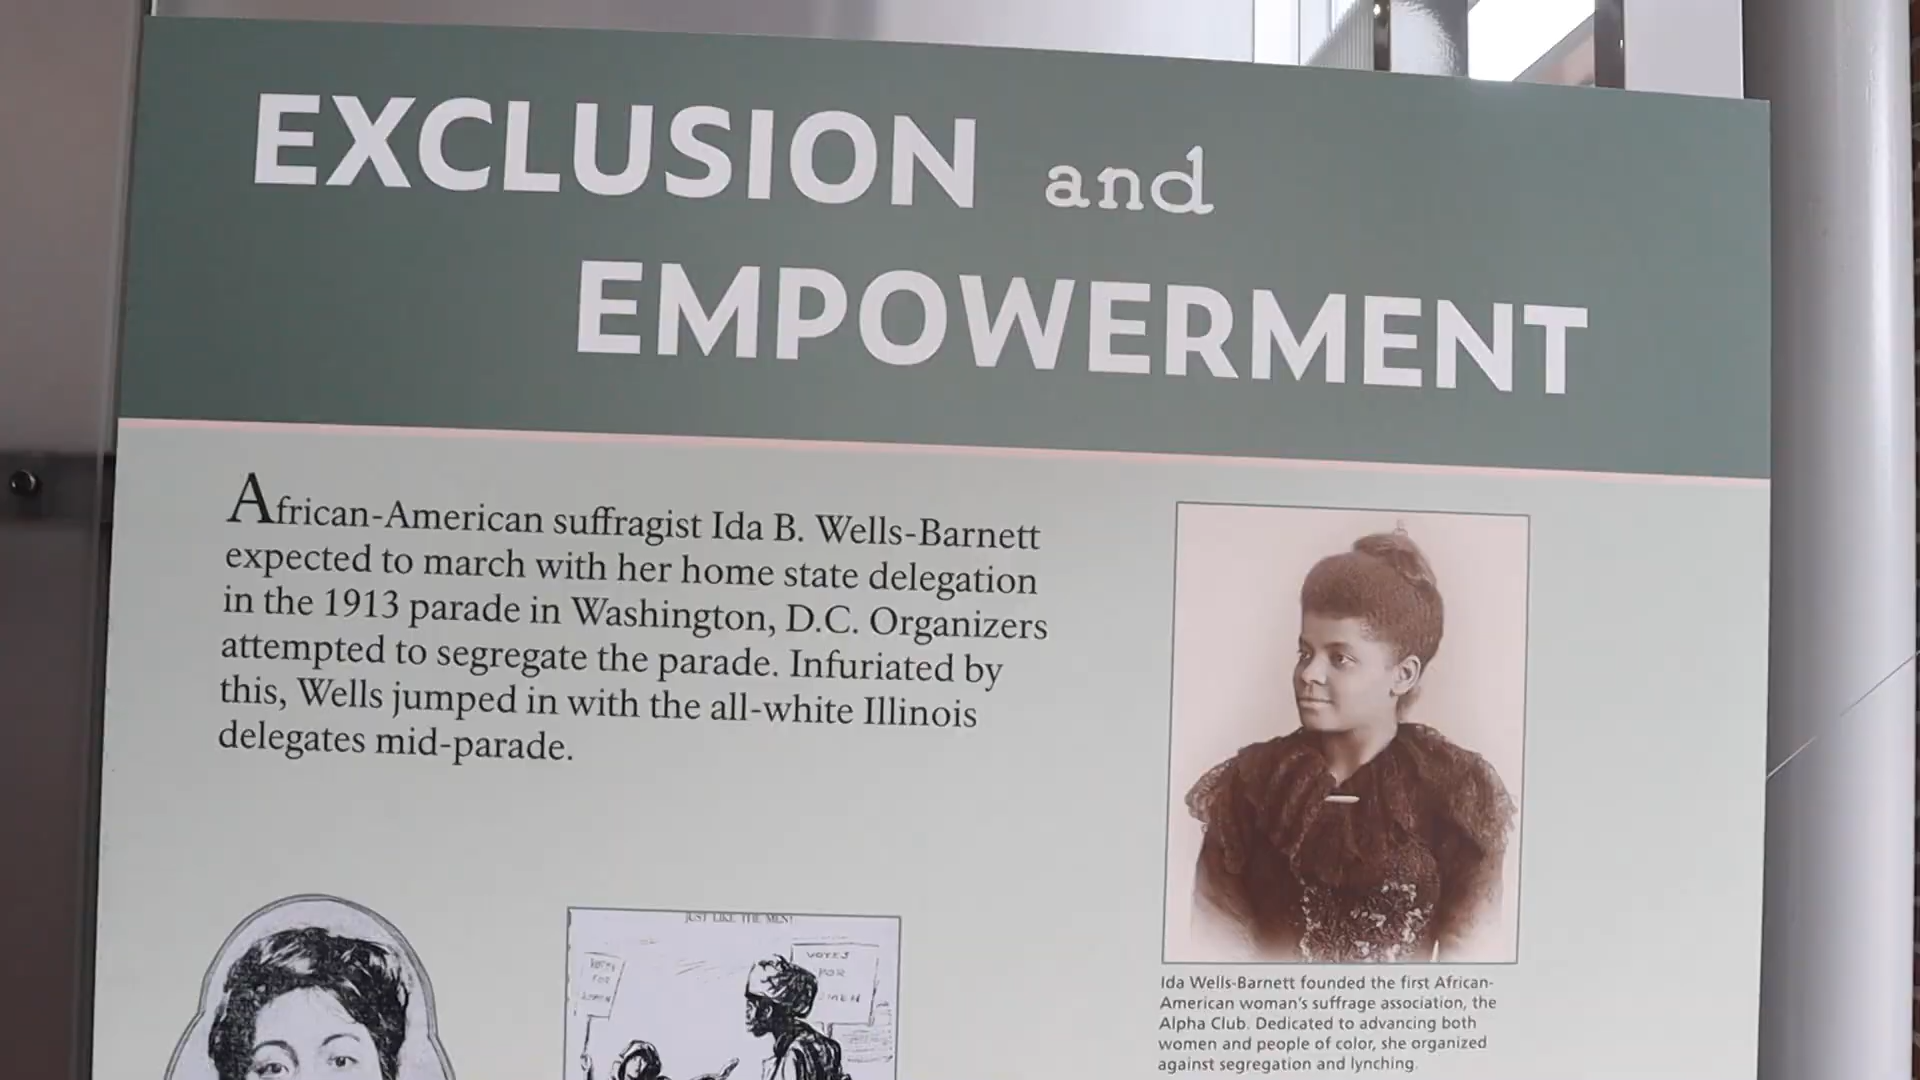 EXCLUSION and
EMPOWERMENT
African-American suffragist Ida B. Wells-Barnett
expected to march with her home state delegation
in the 1913 parade in Washington, D.C. Organizers
attempted to segregate the parade. Infuriated by
this, Wells jumped in with the all-white Illinois
delegates mid-parade.
Ida Wells-Barnett founded the first African-
American woman's suffrage association, the
Alpha Club. Dedicated to advancing both
women and people of color, she organized
against segregation and lynching.
JUST LIKE THE MEN!
VOTES
FOR
VOTES
FOR